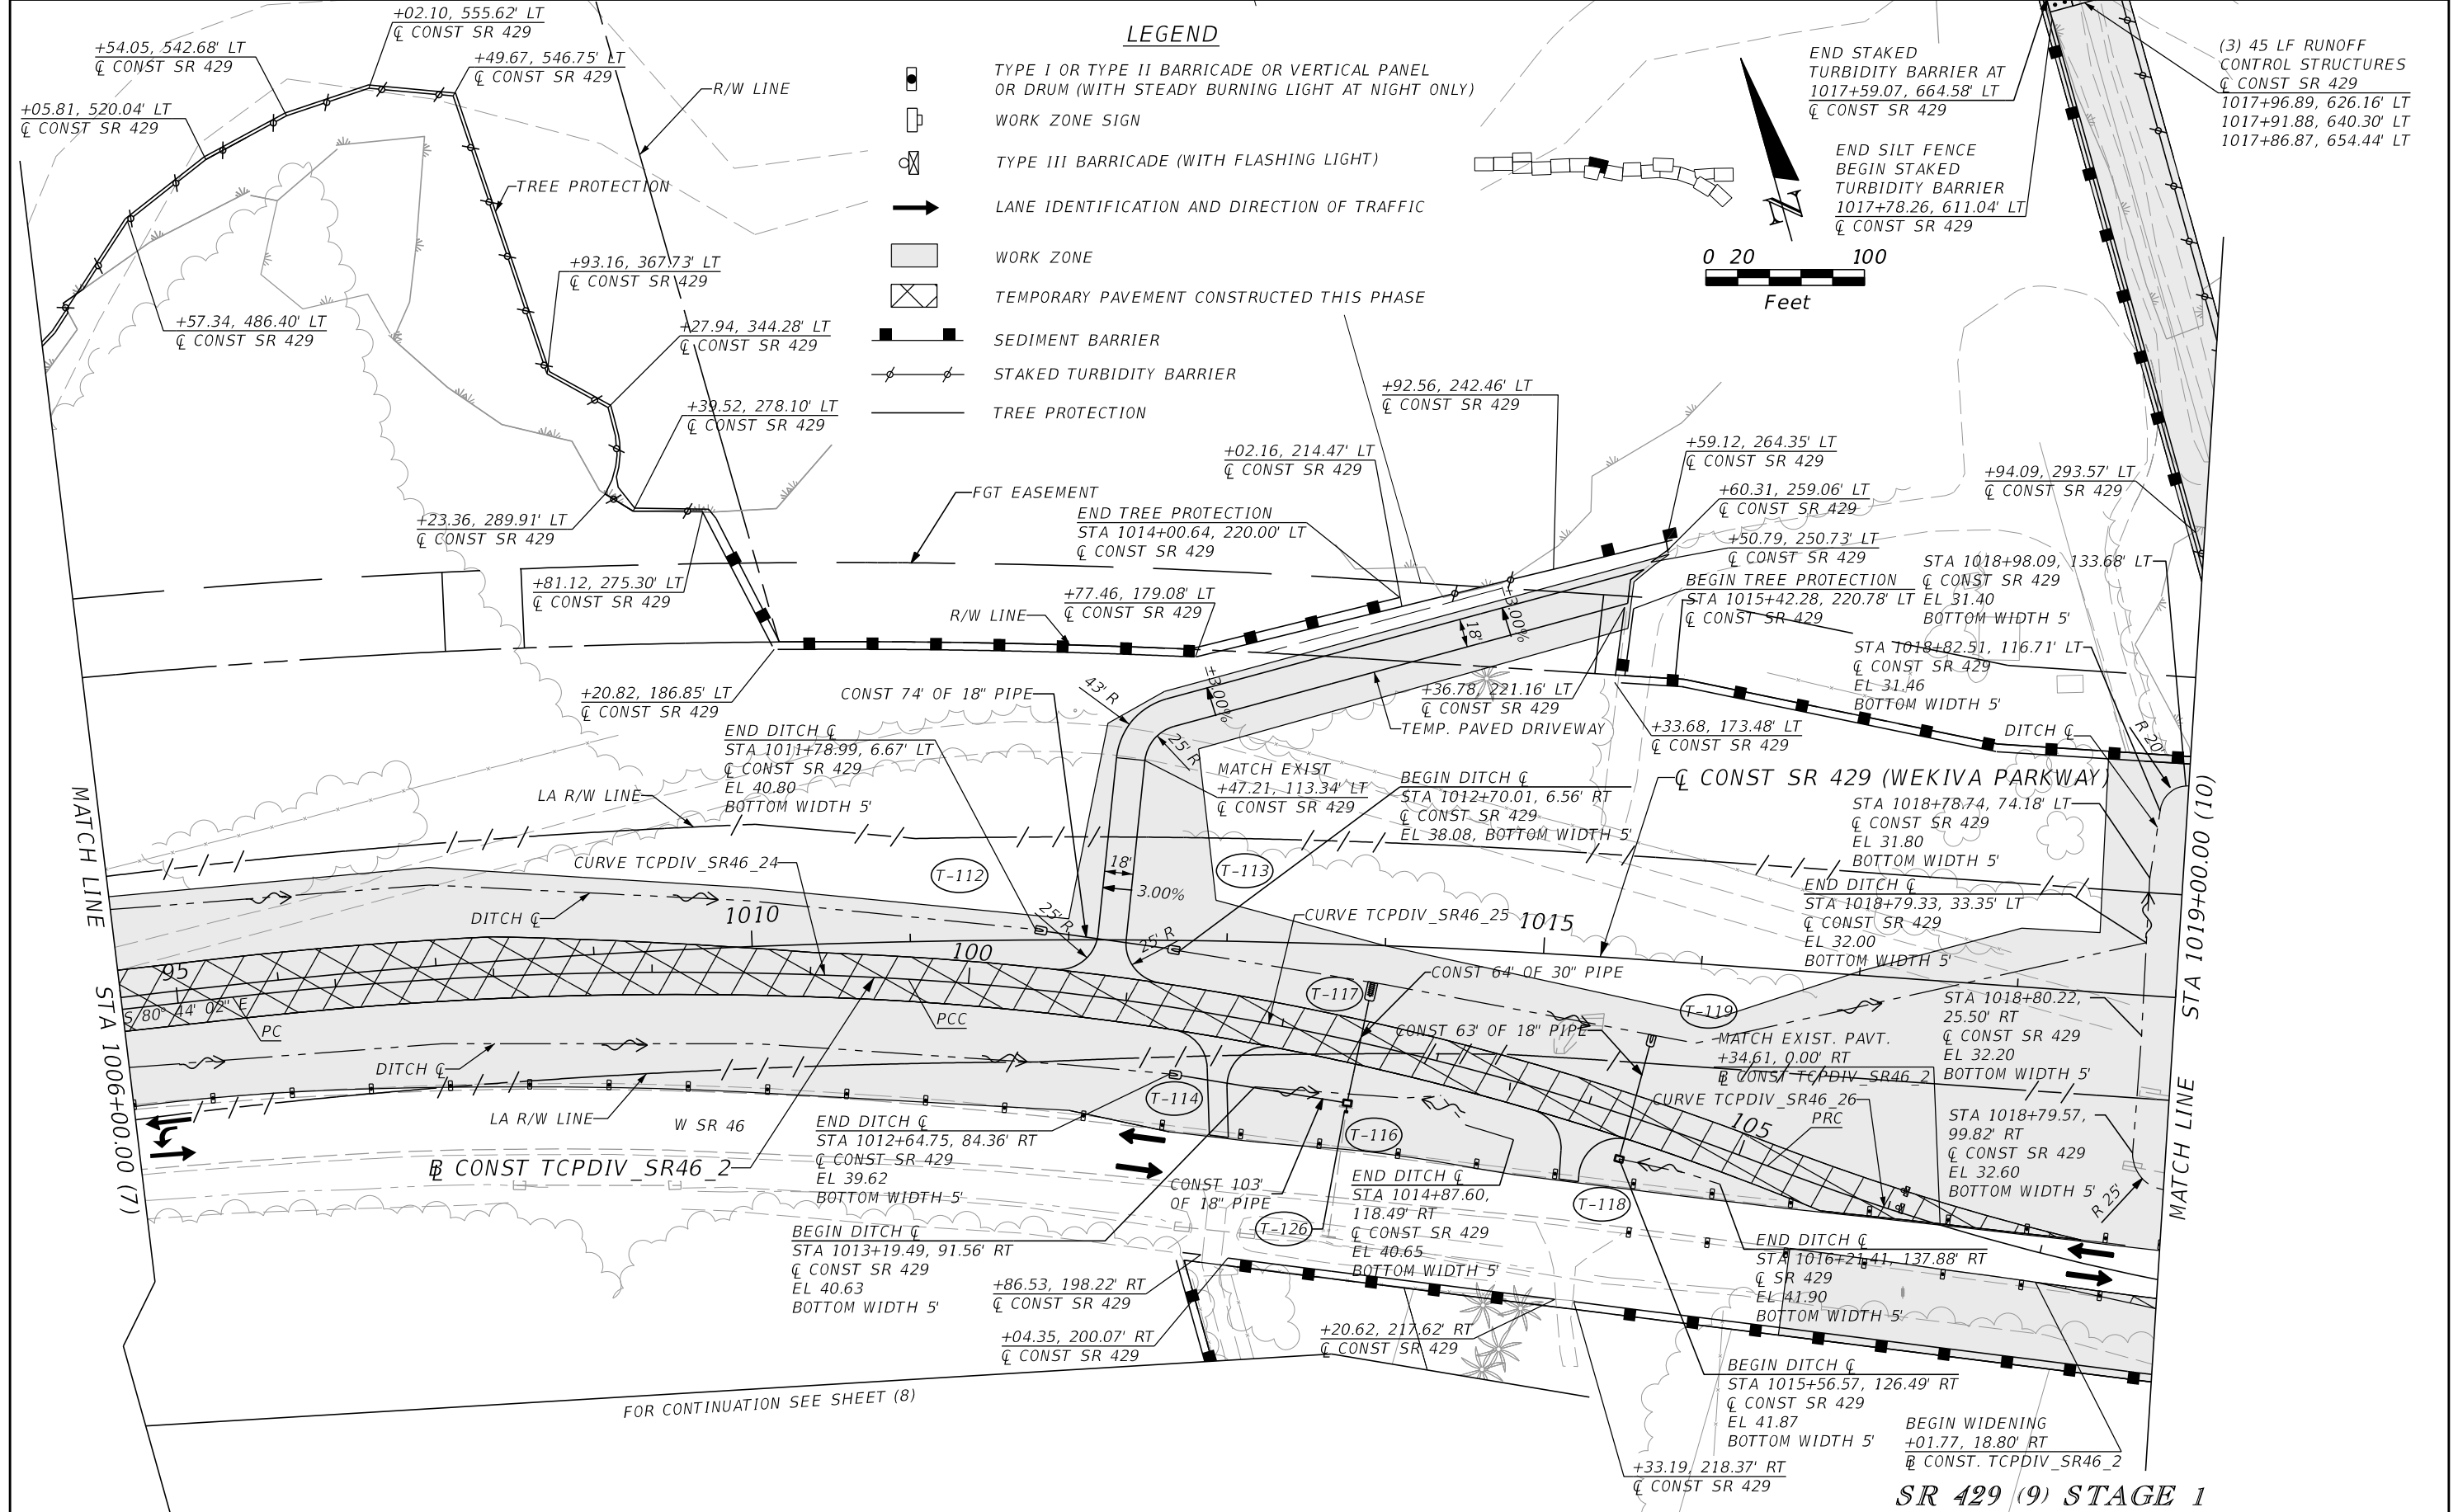 +02.10, 555.62' LT
℄ CONST SR 429
+54.05, 542.68' LT
℄ CONST SR 429
+49.67, 546.75' LT
℄ CONST SR 429
+05.81, 520.04' LT
℄ CONST SR 429
R/W LINE
TREE PROTECTION
+57.34, 486.40' LT
℄ CONST SR 429
+93.16, 367.73' LT
℄ CONST SR 429
+27.94, 344.28' LT
℄ CONST SR 429
+39.52, 278.10' LT
℄ CONST SR 429
+23.36, 289.91' LT
℄ CONST SR 429
+81.12, 275.30' LT
℄ CONST SR 429
+20.82, 186.85' LT
℄ CONST SR 429
LEGEND
TYPE I OR TYPE II BARRICADE OR VERTICAL PANEL
OR DRUM (WITH STEADY BURNING LIGHT AT NIGHT ONLY)
WORK ZONE SIGN
TYPE III BARRICADE (WITH FLASHING LIGHT)
LANE IDENTIFICATION AND DIRECTION OF TRAFFIC
WORK ZONE
TEMPORARY PAVEMENT CONSTRUCTED THIS PHASE
SEDIMENT BARRIER
STAKED TURBIDITY BARRIER
TREE PROTECTION
N
0 20 100
Feet
END STAKED
TURBIDITY BARRIER AT
1017+59.07, 664.58' LT
℄ CONST SR 429
END SILT FENCE
BEGIN STAKED
TURBIDITY BARRIER
1017+78.26, 611.04' LT
℄ CONST SR 429
(3) 45 LF RUNOFF
CONTROL STRUCTURES
℄ CONST SR 429
1017+96.89, 626.16' LT
1017+91.88, 640.30' LT
1017+86.87, 654.44' LT
+92.56, 242.46' LT
℄ CONST SR 429
+02.16, 214.47' LT
℄ CONST SR 429
FGT EASEMENT
END TREE PROTECTION
STA 1014+00.64, 220.00' LT
℄ CONST SR 429
+77.46, 179.08' LT
℄ CONST SR 429
R/W LINE
+59.12, 264.35' LT
℄ CONST SR 429
+60.31, 259.06' LT
℄ CONST SR 429
+50.79, 250.73' LT
℄ CONST SR 429
+94.09, 293.57' LT
℄ CONST SR 429
BEGIN TREE PROTECTION
STA 1015+42.28, 220.78' LT
℄ CONST SR 429
STA 1018+98.09, 133.68' LT
℄ CONST SR 429
EL 31.40
BOTTOM WIDTH 5'
STA 1018+82.51, 116.71' LT
℄ CONST SR 429
EL 31.46
BOTTOM WIDTH 5'
+36.78, 221.16' LT
℄ CONST SR 429
TEMP. PAVED DRIVEWAY
+33.68, 173.48' LT
℄ CONST SR 429
DITCH ℄
R 20'
±3.00%
18'
±3.00%
43' R
25' R
CONST 74' OF 18" PIPE
END DITCH ℄
STA 1011+78.99, 6.67' LT
℄ CONST SR 429
EL 40.80
BOTTOM WIDTH 5'
MATCH EXIST
+47.21, 113.34' LT
℄ CONST SR 429
BEGIN DITCH ℄
STA 1012+70.01, 6.56' RT
℄ CONST SR 429
EL 38.08, BOTTOM WIDTH 5'
℄ CONST SR 429 (WEKIVA PARKWAY)
STA 1018+78.74, 74.18' LT
℄ CONST SR 429
EL 31.80
BOTTOM WIDTH 5'
END DITCH ℄
STA 1018+79.33, 33.35' LT
℄ CONST SR 429
EL 32.00
BOTTOM WIDTH 5'
LA R/W LINE
CURVE TCPDIV_SR46_24
T-112
T-113
18'
3.00%
25' R
25' R
DITCH ℄
1010
CURVE TCPDIV_SR46_25
1015
MATCH LINE STA 1006+00.00 (7)
MATCH LINE STA 1019+00.00 (10)
95
100
S 80° 44' 02" E
PC
PCC
T-117
CONST 64' OF 30" PIPE
CONST 63' OF 18" PIPE
T-119
MATCH EXIST. PAVT.
+34.61, 0.00' RT
B CONST TCPDIV_SR46_2
STA 1018+80.22,
25.50' RT
℄ CONST SR 429
EL 32.20
BOTTOM WIDTH 5'
DITCH ℄
LA R/W LINE
W SR 46
T-114
T-116
CURVE TCPDIV_SR46_26
105
PRC
STA 1018+79.57,
99.82' RT
℄ CONST SR 429
EL 32.60
BOTTOM WIDTH 5'
R 25'
B CONST TCPDIV_SR46_2
END DITCH ℄
STA 1012+64.75, 84.36' RT
℄ CONST SR 429
EL 39.62
BOTTOM WIDTH 5'
CONST 103'
OF 18" PIPE
T-126
END DITCH ℄
STA 1014+87.60,
118.49' RT
℄ CONST SR 429
EL 40.65
BOTTOM WIDTH 5'
T-118
BEGIN DITCH ℄
STA 1013+19.49, 91.56' RT
℄ CONST SR 429
EL 40.63
BOTTOM WIDTH 5'
+86.53, 198.22' RT
℄ CONST SR 429
+04.35, 200.07' RT
℄ CONST SR 429
+20.62, 217.62' RT
℄ CONST SR 429
END DITCH ℄
STA 1016+21.41, 137.88' RT
℄ SR 429
EL 41.90
BOTTOM WIDTH 5'
BEGIN DITCH ℄
STA 1015+56.57, 126.49' RT
℄ CONST SR 429
EL 41.87
BOTTOM WIDTH 5'
BEGIN WIDENING
+01.77, 18.80' RT
B CONST. TCPDIV_SR46_2
+33.19, 218.37' RT
℄ CONST SR 429
FOR CONTINUATION SEE SHEET (8)
SR 429 (9) STAGE 1